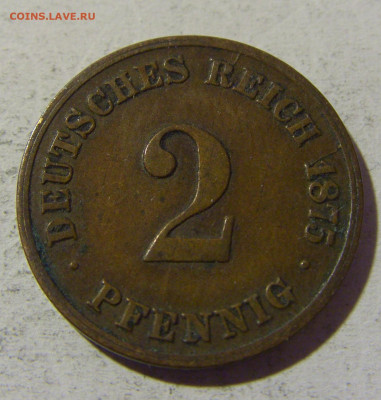 COINS.LAVE.RU
DEUTSCHES REICH 1875
2
· PFENNIG ·